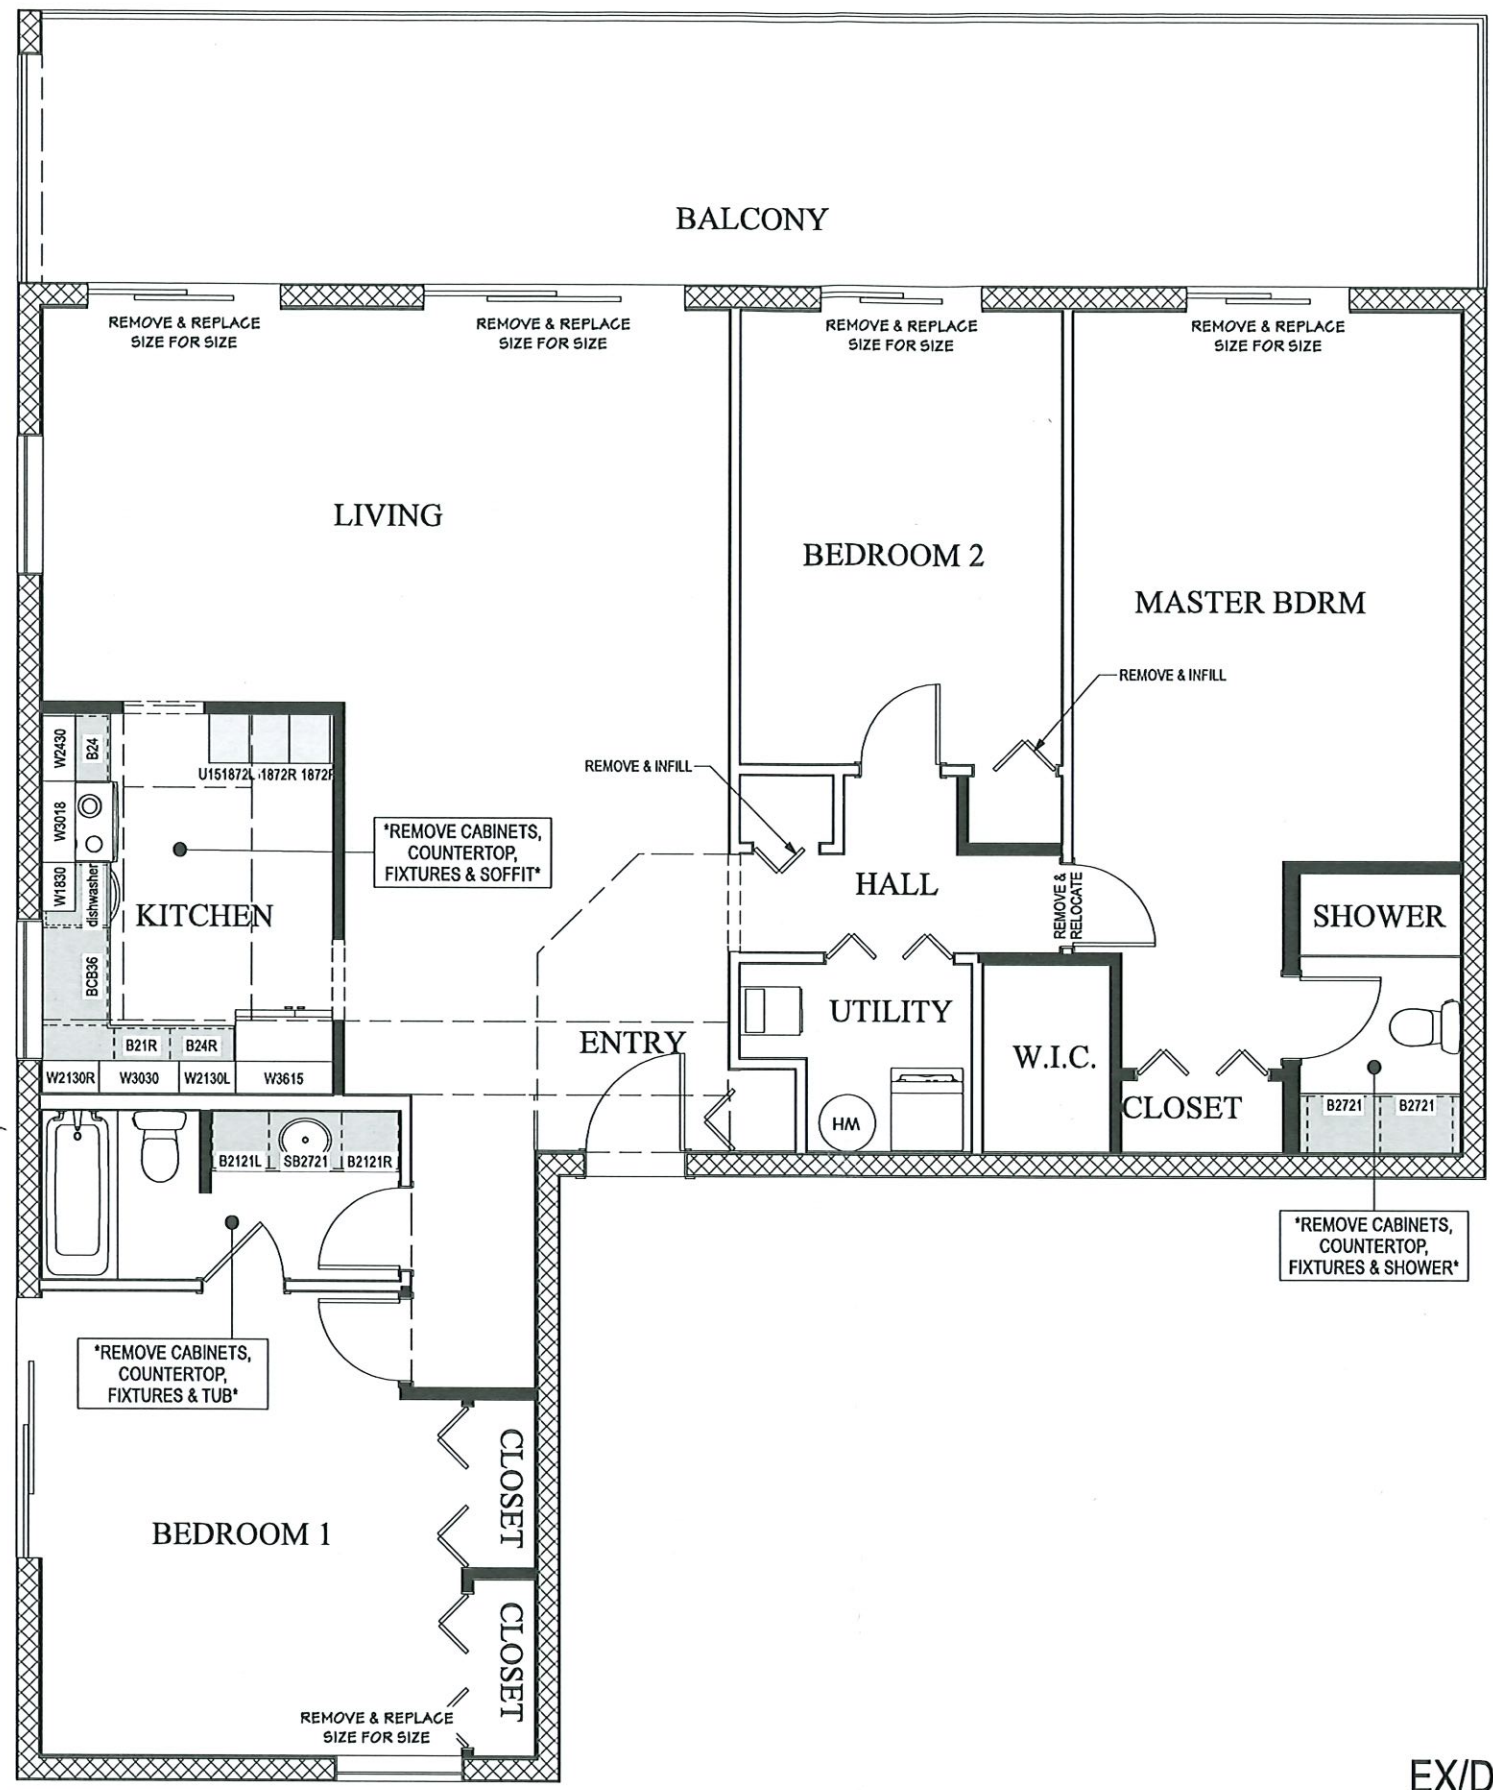 BALCONY
REMOVE & REPLACE
SIZE FOR SIZE
REMOVE & REPLACE
SIZE FOR SIZE
REMOVE & REPLACE
SIZE FOR SIZE
REMOVE & REPLACE
SIZE FOR SIZE
LIVING
BEDROOM 2
MASTER BDRM
REMOVE & INFILL
REMOVE & INFILL
W2430
B24
U151872L
1872R
W3018
*REMOVE CABINETS,
COUNTERTOP,
FIXTURES & SOFFIT*
W1830
dishwasher
KITCHEN
HALL
REMOVE &
RELOCATE
SHOWER
BCB36
UTILITY
ENTRY
W.I.C.
B21R
B24R
W2130R
W3030
W2130L
W3615
CLOSET
B2721
B2721
WH
B2121L
SB2721
B2121R
*REMOVE CABINETS,
COUNTERTOP,
FIXTURES & SHOWER*
*REMOVE CABINETS,
COUNTERTOP,
FIXTURES & TUB*
CLOSET
BEDROOM 1
CLOSET
REMOVE & REPLACE
SIZE FOR SIZE
EX/D